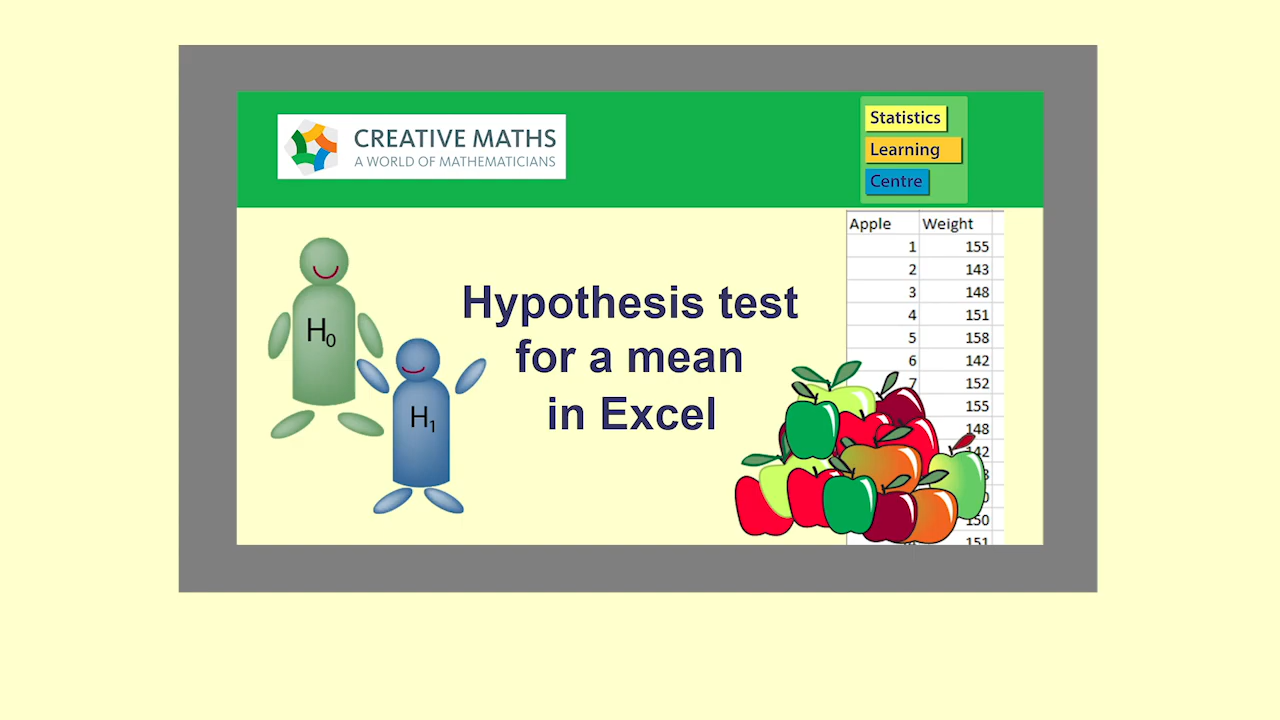 CREATIVE MATHS
A WORLD OF MATHEMATICIANS
Statistics
Learning
Centre
H0
H1
Hypothesis test
for a mean
in Excel
Apple Weight
1 155
2 143
3 148
4 151
5 158
6 142
7 152
155
148
150
151